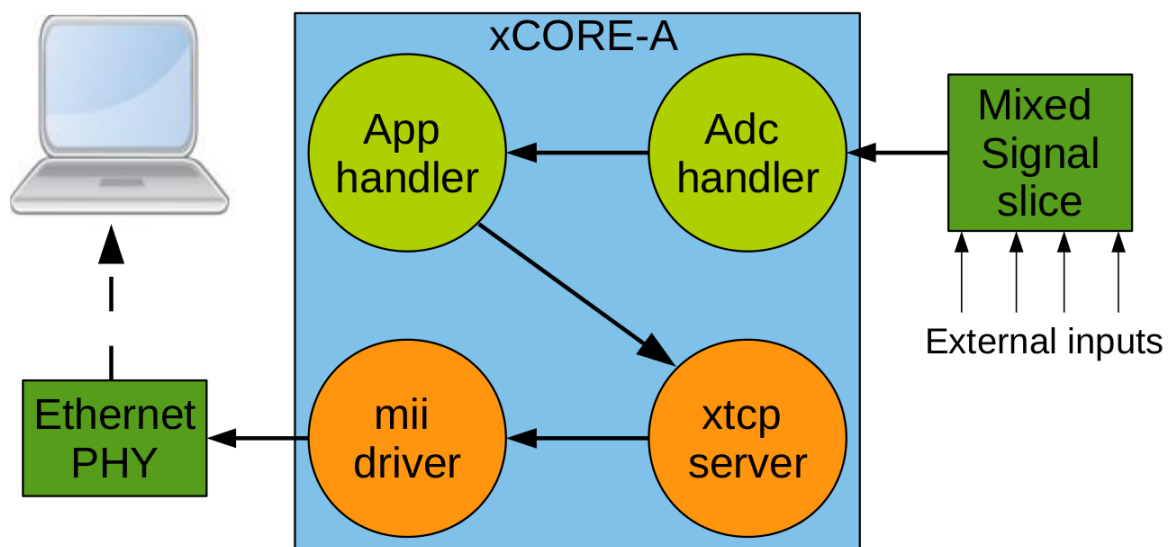 xCORE-A
App
handler
Adc
handler
Mixed
Signal
slice
External inputs
Ethernet
PHY
mii
driver
xtcp
server